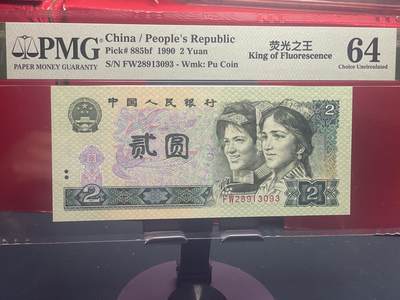 PMG
PAPER MONEY GUARANTY
China / People's Republic
Pick# 885bf 1990 2 Yuan
S/N FW28913093 - Wmk: Pu Coin
荧光之王
King of Fluorescence
64
Choice Uncirculated
中国人民银行
2
贰圆
FW28913093
2
2